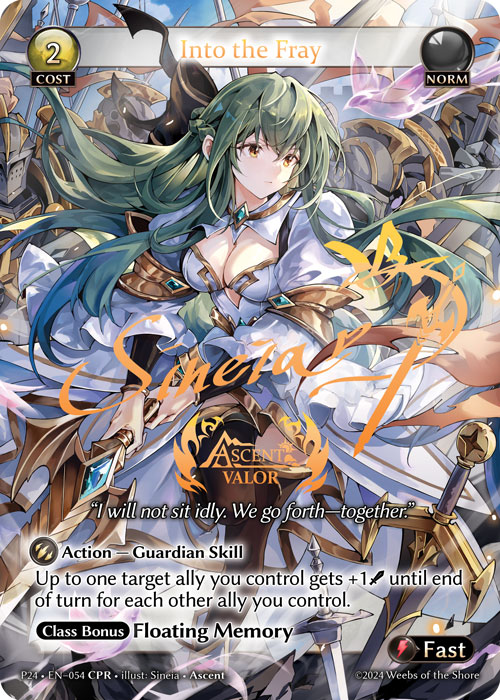 Into the Fray
2
COST
NORM
Sineia
ASCENT
VALOR
“I will not sit idly. We go forth—together.”
Action — Guardian Skill
Up to one target ally you control gets +1 until end
of turn for each other ally you control.
Class Bonus Floating Memory
Fast
P24 • EN-054 CPR • illust: Sineia • Ascent
©2024 Weebs of the Shore